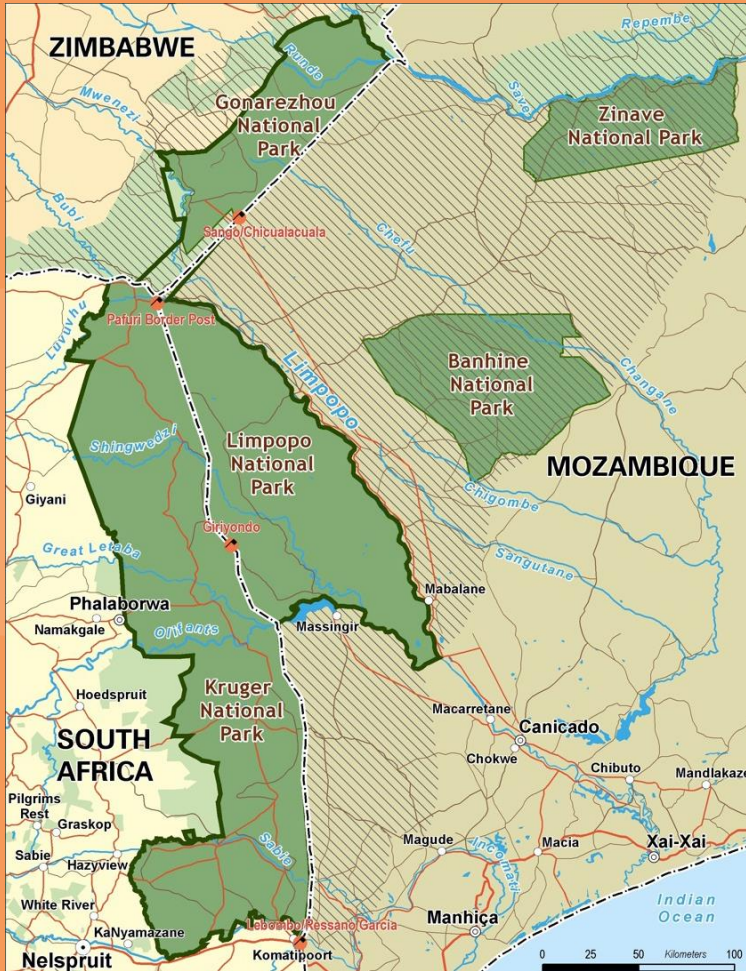 ZIMBABWE
Repembe
Runde
Mwenezi
Save
Gonarezhou
National
Park
Zinave
National Park
Bubi
Sango/Chicualacuala
Chefu
Luvuvhu
Pafuri Border Post
Limpopo
Banhine
National
Park
Changane
Shingwedzi
Limpopo
National
Park
MOZAMBIQUE
Giyani
Chigombe
Giriyondo
Great Letaba
Sangutane
Mabalane
Phalaborwa
Namakgale
Massingir
Olifants
Kruger
National
Park
Hoedspruit
Macarretane
Canicado
SOUTH
AFRICA
Chokwe
Chibuto
Mandlakaze
Pilgrims
Rest
Graskop
Sabie
Magude
Incomati
Macia
Xai-Xai
Sabie
Hazyview
White River
Indian
Ocean
KaNyamazane
Lebombo/Ressano Garcia
Manhiça
Nelspruit
Komatipoort
0 25 50 Kilometers 100